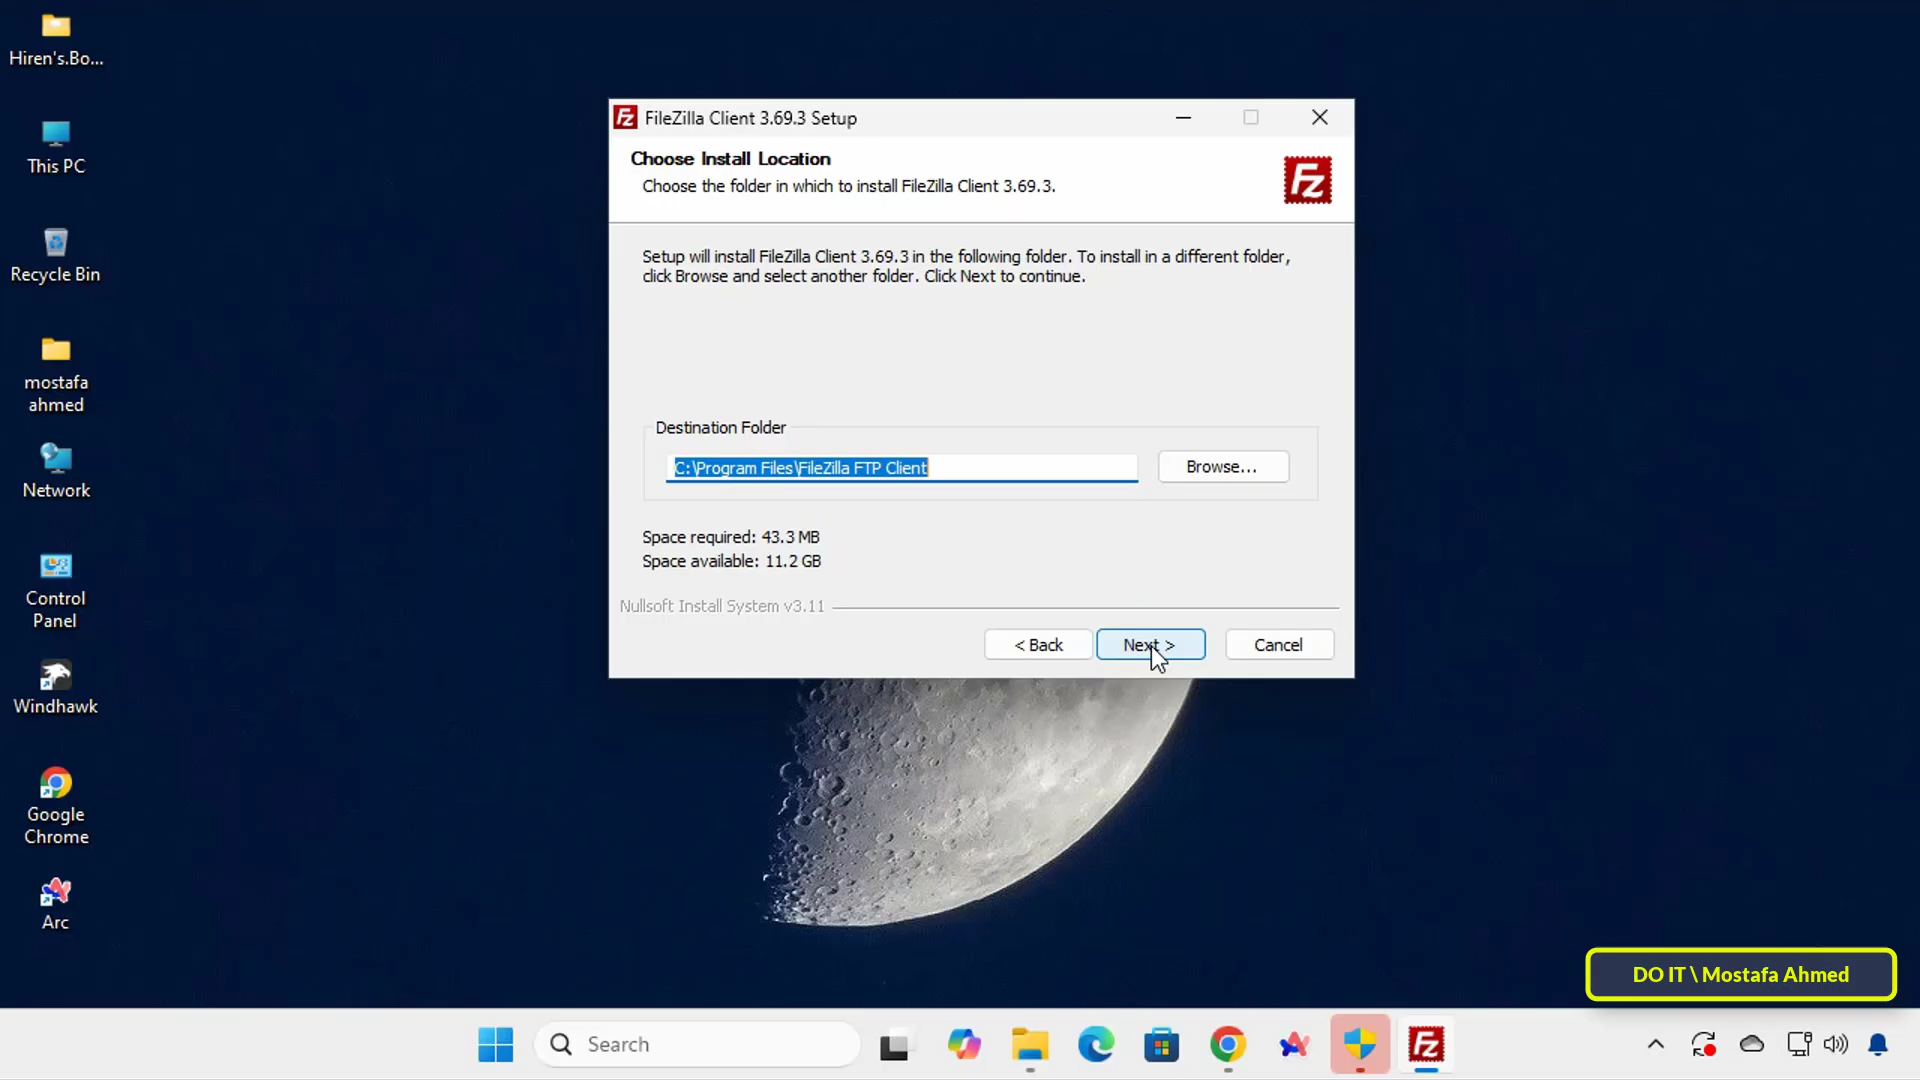 Hiren's.Bo...
This PC
Recycle Bin
mostafa
ahmed
Network
Control
Panel
Windhawk
Google
Chrome
Arc
FileZilla Client 3.69.3 Setup
Choose Install Location
Choose the folder in which to install FileZilla Client 3.69.3.
Setup will install FileZilla Client 3.69.3 in the following folder. To install in a different folder,
click Browse and select another folder. Click Next to continue.
Destination Folder
C:\Program Files\FileZilla FTP Client
Browse...
Space required: 43.3 MB
Space available: 11.2 GB
Nullsoft Install System v3.11
< Back
Next >
Cancel
DO IT \ Mostafa Ahmed
Search